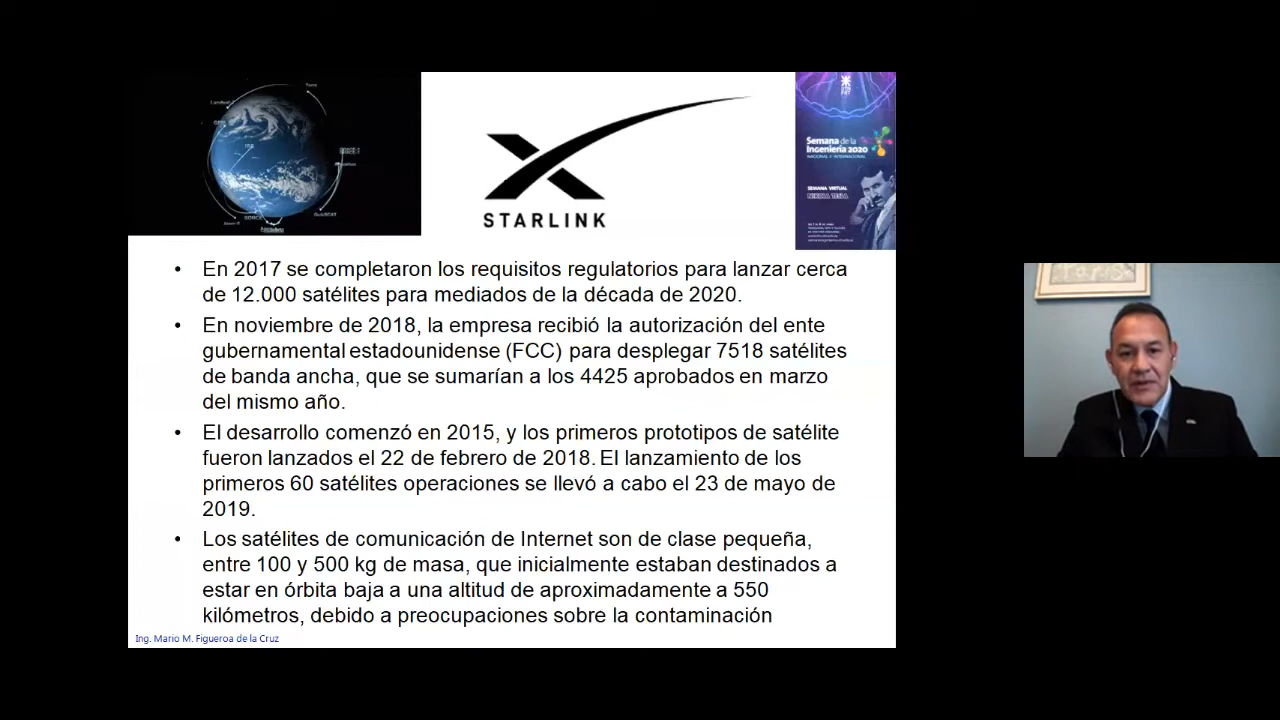 STARLINK
Semana de la
Ingeniería 2020
NACIONAL E INTERNACIONAL
SEMANA VIRTUAL
NIKOLA TESLA
• En 2017 se completaron los requisitos regulatorios para lanzar cerca
de 12.000 satélites para mediados de la década de 2020.
• En noviembre de 2018, la empresa recibió la autorización del ente
gubernamental estadounidense (FCC) para desplegar 7518 satélites
de banda ancha, que se sumarían a los 4425 aprobados en marzo
del mismo año.
• El desarrollo comenzó en 2015, y los primeros prototipos de satélite
fueron lanzados el 22 de febrero de 2018. El lanzamiento de los
primeros 60 satélites operaciones se llevó a cabo el 23 de mayo de
2019.
• Los satélites de comunicación de Internet son de clase pequeña,
entre 100 y 500 kg de masa, que inicialmente estaban destinados a
estar en órbita baja a una altitud de aproximadamente a 550
kilómetros, debido a preocupaciones sobre la contaminación
Ing. Mario M. Figueroa de la Cruz